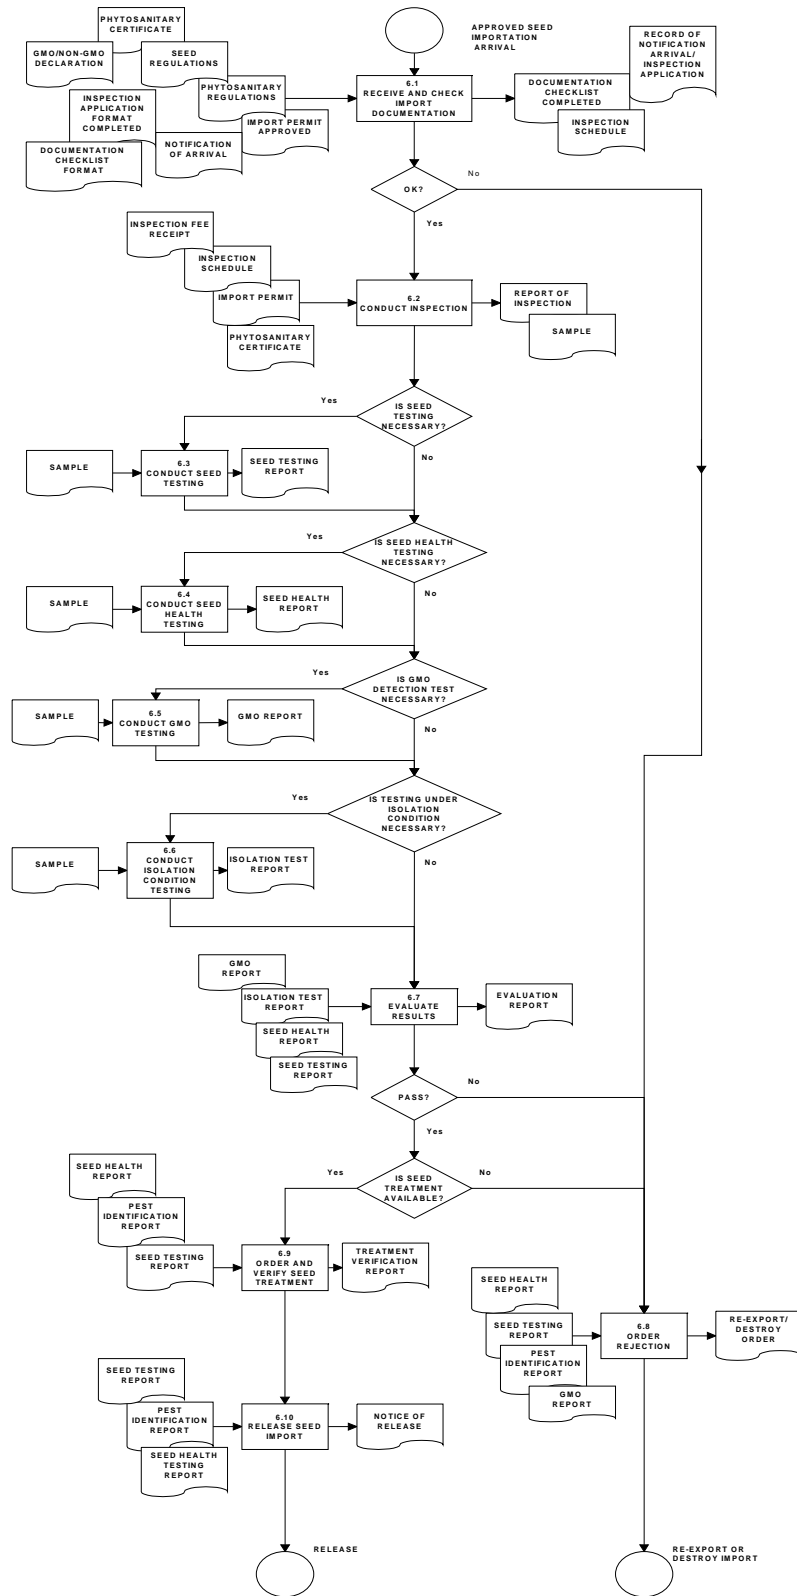 PHYTOSANITARY
CERTIFICATE
GMO/NON-GMO
DECLARATION
SEED
REGULATIONS
PHYTOSANITARY
REGULATIONS
INSPECTION
APPLICATION
FORMAT
COMPLETED
IMPORT PERMIT
APPROVED
NOTIFICATION
OF ARRIVAL
DOCUMENTATION
CHECKLIST
FORMAT
APPROVED SEED
IMPORTATION
ARRIVAL
6.1
RECEIVE AND CHECK
IMPORT
DOCUMENTATION
RECORD OF
NOTIFICATION
ARRIVAL/
INSPECTION
APPLICATION
DOCUMENTATION
CHECKLIST
COMPLETED
INSPECTION
SCHEDULE
OK?
No
Yes
INSPECTION FEE
RECEIPT
INSPECTION
SCHEDULE
IMPORT PERMIT
PHYTOSANITARY
CERTIFICATE
6.2
CONDUCT INSPECTION
REPORT OF
INSPECTION
SAMPLE
Yes
IS SEED
TESTING
NECESSARY?
No
SAMPLE
6.3
CONDUCT SEED
TESTING
SEED TESTING
REPORT
Yes
IS SEED HEALTH
TESTING
NECESSARY?
No
SAMPLE
6.4
CONDUCT SEED
HEALTH
TESTING
SEED HEALTH
REPORT
Yes
IS GMO
DETECTION TEST
NECESSARY?
No
SAMPLE
6.5
CONDUCT GMO
TESTING
GMO REPORT
Yes
IS TESTING UNDER
ISOLATION
CONDITION
NECESSARY?
No
SAMPLE
6.6
CONDUCT
ISOLATION
CONDITION
TESTING
ISOLATION TEST
REPORT
GMO
REPORT
ISOLATION TEST
REPORT
SEED HEALTH
REPORT
SEED TESTING
REPORT
6.7
EVALUATE
RESULTS
EVALUATION
REPORT
PASS?
No
Yes
Yes
IS SEED
TREATMENT
AVAILABLE?
No
SEED HEALTH
REPORT
PEST
IDENTIFICATION
REPORT
SEED TESTING
REPORT
6.9
ORDER AND
VERIFY SEED
TREATMENT
TREATMENT
VERIFICATION
REPORT
SEED HEALTH
REPORT
SEED TESTING
REPORT
PEST
IDENTIFICATION
REPORT
GMO
REPORT
6.8
ORDER
REJECTION
RE-EXPORT/
DESTROY
ORDER
SEED TESTING
REPORT
PEST
IDENTIFICATION
REPORT
SEED HEALTH
TESTING
REPORT
6.10
RELEASE SEED
IMPORT
NOTICE OF
RELEASE
RELEASE
RE-EXPORT OR
DESTROY IMPORT